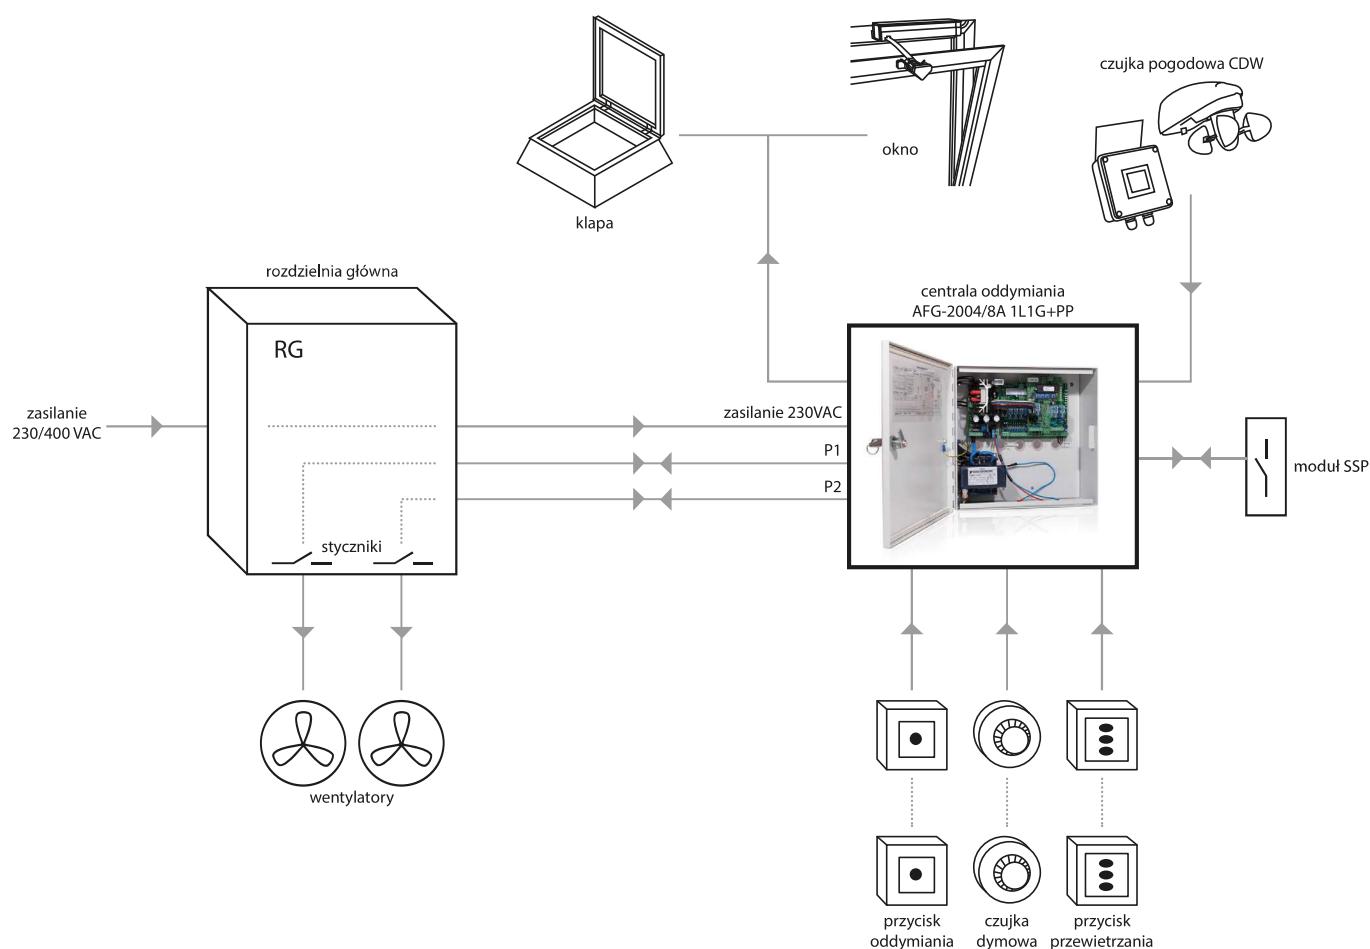 czujka pogodowa CDW
okno
klapa
rozdzielnia główna
centrala oddymiania
AFG-2004/8A 1L1G+PP
RG
zasilanie
230/400 VAC
zasilanie 230VAC
P1
P2
moduł SSP
styczniki
wentylatory
przycisk
oddymiania
czujka
dymowa
przycisk
przewietrzania